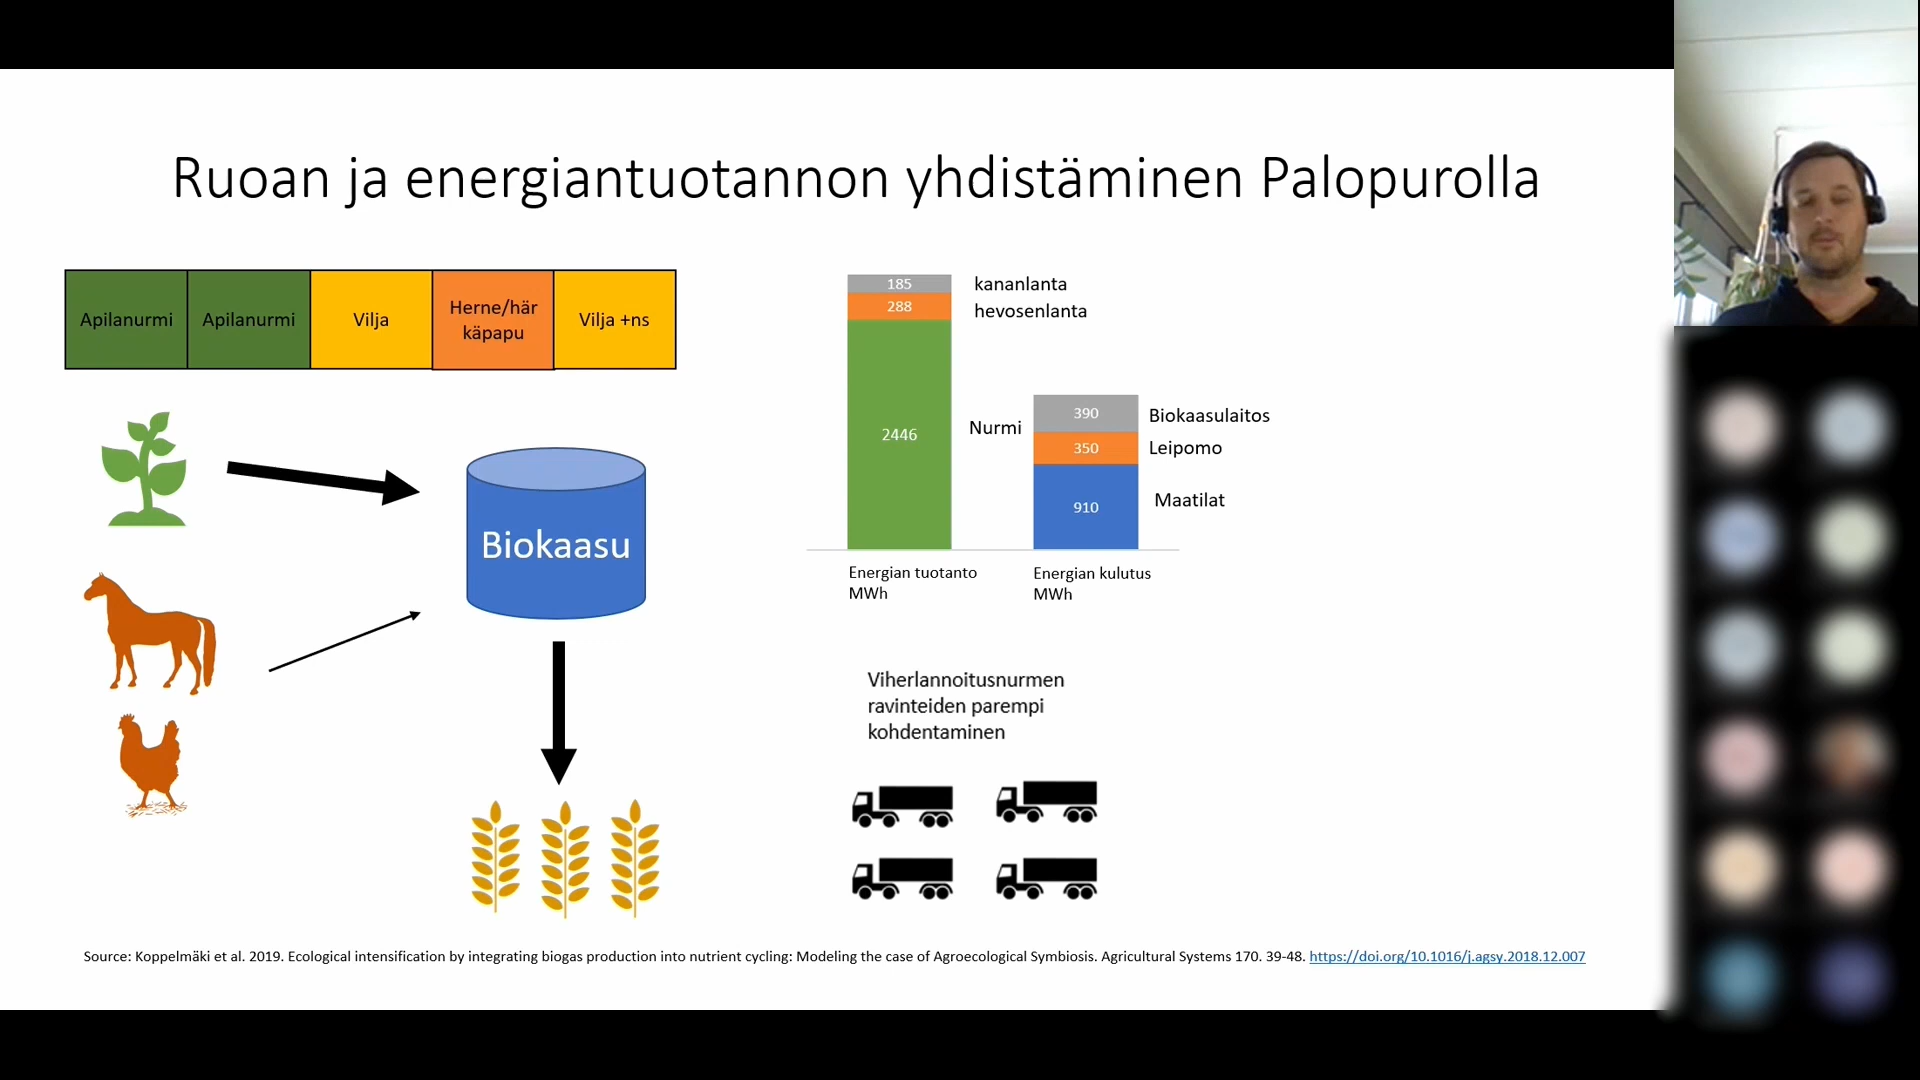 Ruoan ja energiantuotannon yhdistäminen Palopurolla
Apilanurmi
Apilanurmi
Vilja
Herne/här
käpapu
Vilja +ns
Biokaasu
185
kananlanta
288
hevosenlanta
2446
Nurmi
390
Biokaasulaitos
350
Leipomo
910
Maatilat
Energian tuotanto
MWh
Energian kulutus
MWh
Viherlannoitusnurmen
ravinteiden parempi
kohdentaminen
Source: Koppelmäki et al. 2019. Ecological intensification by integrating biogas production into nutrient cycling: Modeling the case of Agroecological Symbiosis. Agricultural Systems 170. 39-48. https://doi.org/10.1016/j.agsy.2018.12.007